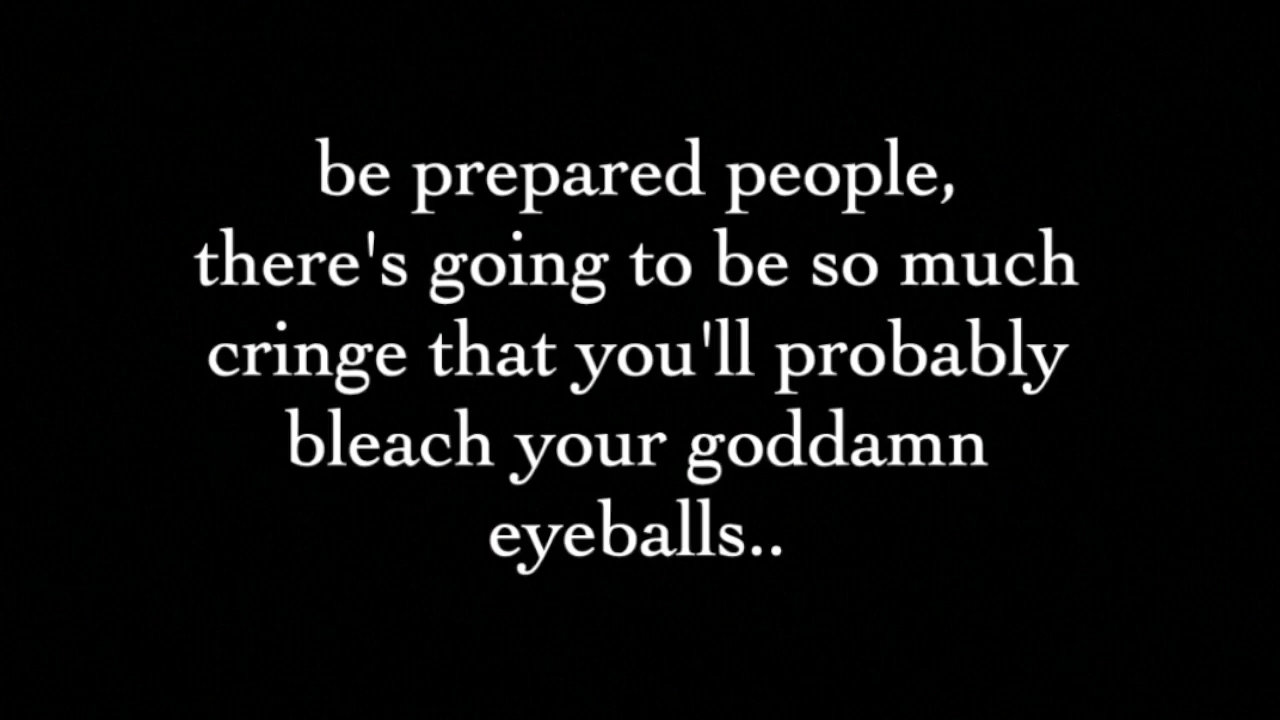 be prepared people,
there's going to be so much
cringe that you'll probably
bleach your goddamn
eyeballs..